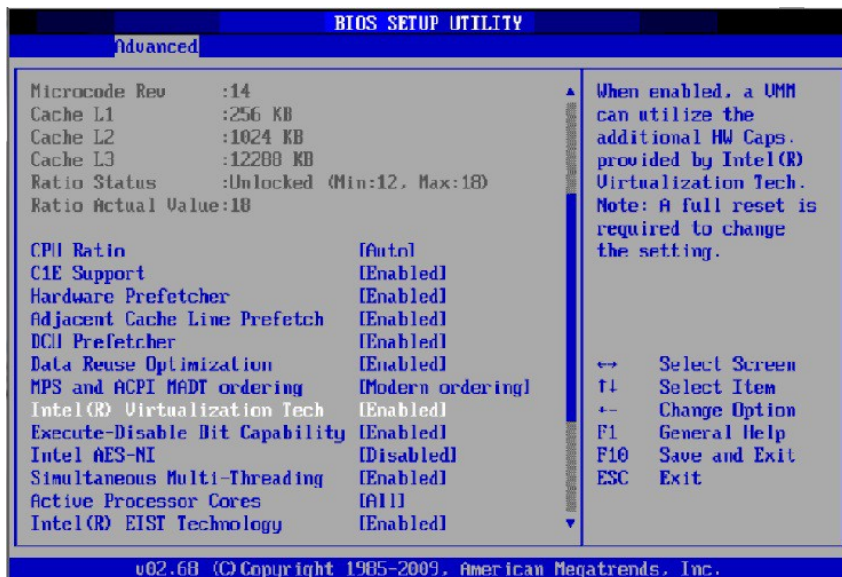 BIOS SETUP UTILITY
Advanced
Microcode Rev :14
Cache L1 :256 KB
Cache L2 :1024 KB
Cache L3 :12288 KB
Ratio Status :Unlocked (Min:12, Max:18)
Ratio Actual Value:18
CPU Ratio [Auto]
C1E Support [Enabled]
Hardware Prefetcher [Enabled]
Adjacent Cache Line Prefetch [Enabled]
DCU Prefetcher [Enabled]
Data Reuse Optimization [Enabled]
MPS and ACPI MADT ordering [Modern ordering]
Intel(R) Virtualization Tech [Enabled]
Execute-Disable Bit Capability [Enabled]
Intel AES-NI [Disabled]
Simultaneous Multi-Threading [Enabled]
Active Processor Cores [All]
Intel(R) EIST Technology [Enabled]
When enabled, a VMM
can utilize the
additional HW Caps.
provided by Intel(R)
Virtualization Tech.
Note: A full reset is
required to change
the setting.
↔ Select Screen
↑↓ Select Item
+- Change Option
F1 General Help
F10 Save and Exit
ESC Exit
v02.68 (C)Copyright 1985-2009, American Megatrends, Inc.